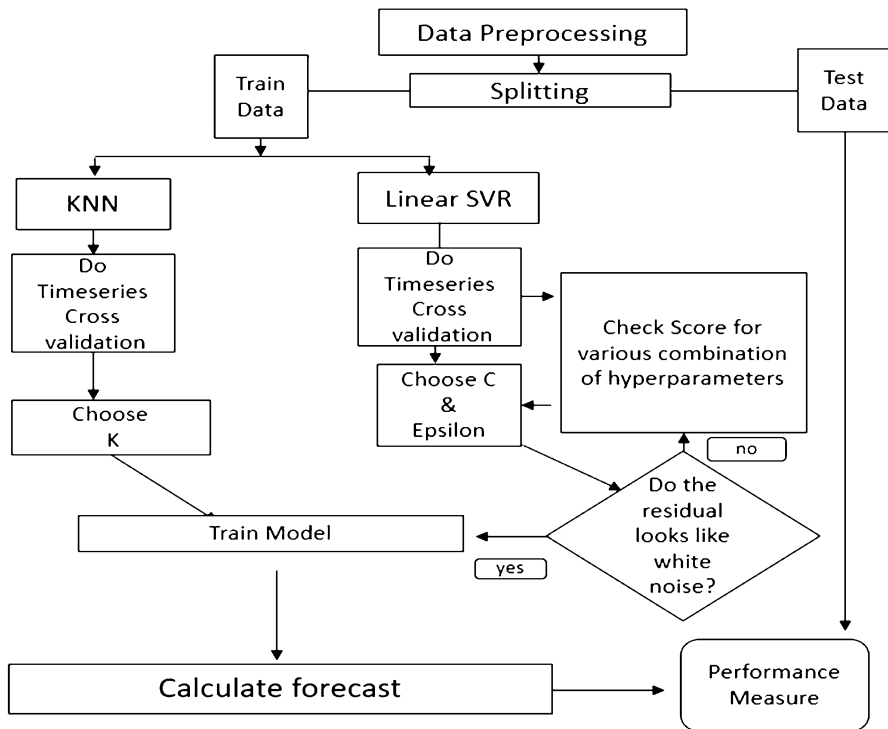 Data Preprocessing
Train
Data
Splitting
Test
Data
KNN
Linear SVR
Do
Timeseries
Cross
validation
Do
Timeseries
Cross
validation
Check Score for
various combination
of hyperparameters
Choose
K
Choose C
&
Epsilon
no
Do the
residual
looks like
white
noise?
Train Model
yes
Calculate forecast
Performance
Measure